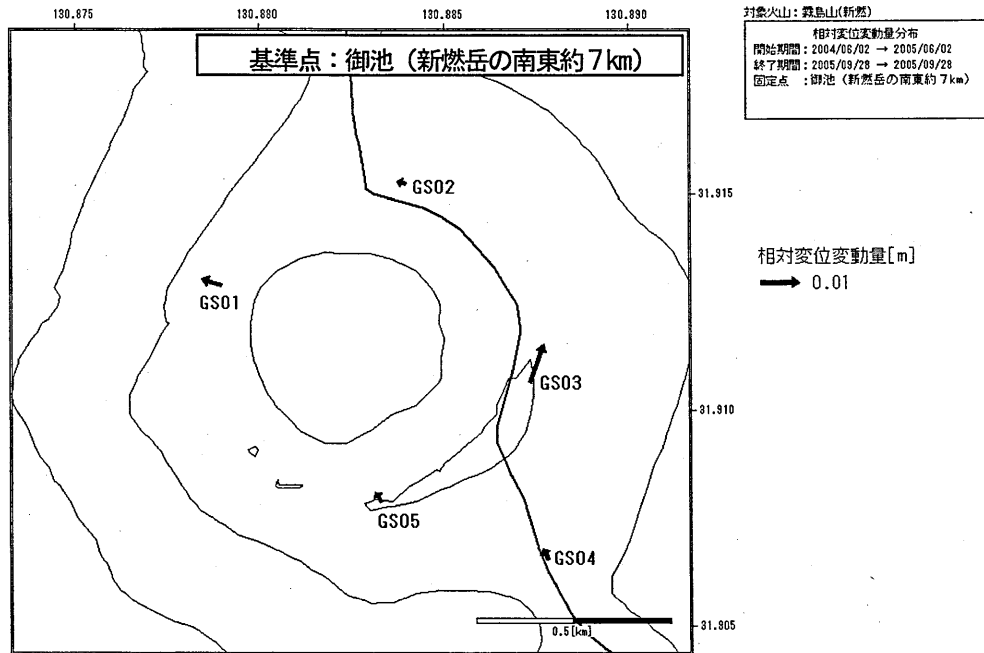 130.875 130.880 130.885 130.890
対象火山：霧島山(新燃)
相対変位変動量分布
開始期間：2004/06/02 → 2005/06/02
終了期間：2005/09/28 → 2005/09/28
固定点 ：御池（新燃岳の南東約７km）
基準点：御池（新燃岳の南東約７km）
GS02
31.915
相対変位変動量[m]
0.01
GS01
GS03
31.910
GS05
GS04
0.5[km]
31.905